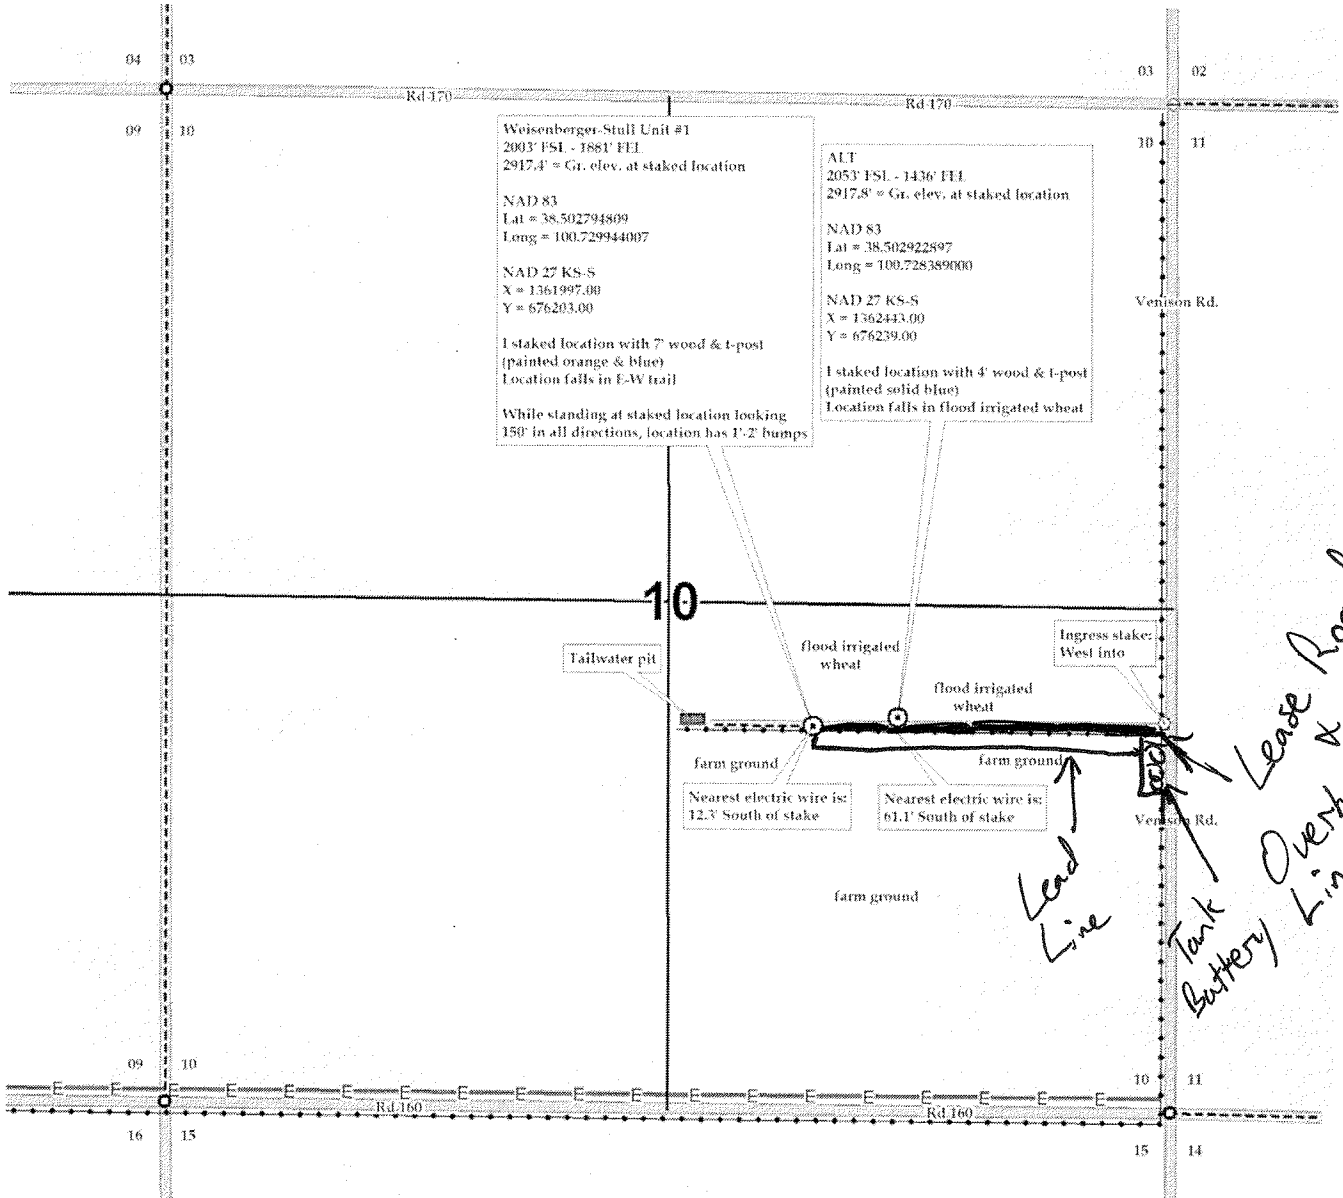 04 03
03 02
Rd 170
Rd 170
09 10
10 11
Weisenberger-Stull Unit #1
2003' FSL - 1881' FEL
2917.4' = Gr. elev. at staked location
NAD 83
Lat = 38.502794809
Long = 100.729944007
NAD 27 KS-S
X = 1361997.00
Y = 676203.00
I staked location with 7' wood & t-post
(painted orange & blue)
Location falls in E-W trail
While standing at staked location looking
150' in all directions, location has 1'-2' bumps
ALT
2053' FSL - 1436' FEL
2917.8' = Gr. elev. at staked location
NAD 83
Lat = 38.502922897
Long = 100.728389000
NAD 27 KS-S
X = 1362443.00
Y = 676239.00
I staked location with 4' wood & t-post
(painted solid blue)
Location falls in flood irrigated wheat
Venison Rd.
10
Tailwater pit
flood irrigated
wheat
flood irrigated
wheat
Ingress stake:
West into
farm ground
farm ground
Nearest electric wire is:
12.3' South of stake
Nearest electric wire is:
61.1' South of stake
Venison Rd.
Lease
&
Lead
Line
Tank
Battery
farm ground
09 10
10 11
E E E E E E E E E E E E E E E E E E E
Rd 160
Rd 160
16 15
15 14